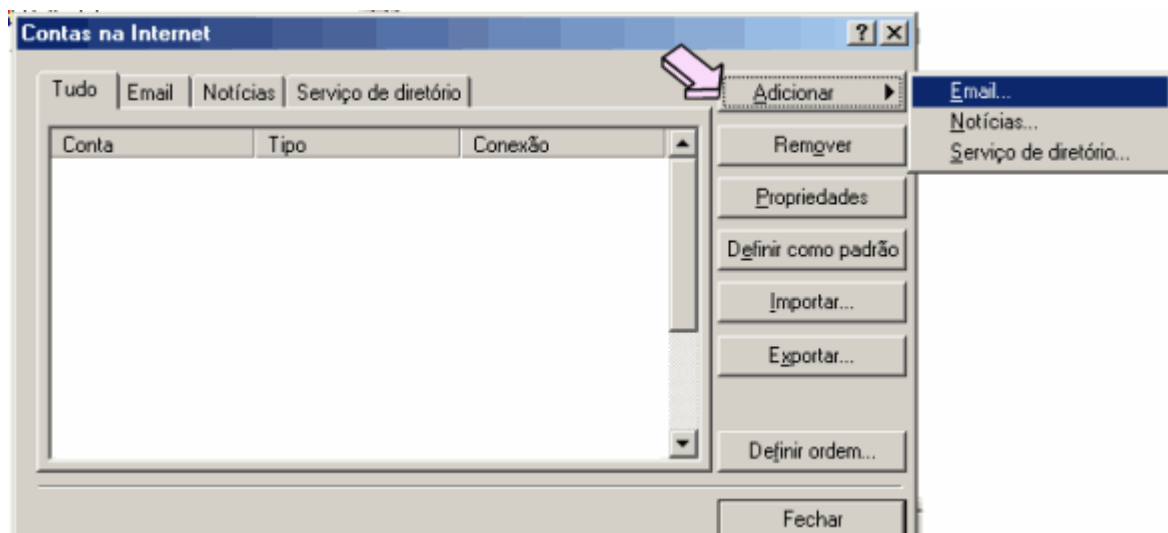 Contas na Internet
Tudo Email Notícias Serviço de diretório
Adicionar
Email...
Notícias...
Serviço de diretório...
Conta Tipo Conexão
Remover
Propriedades
Definir como padrão
Importar...
Exportar...
Definir ordem...
Fechar